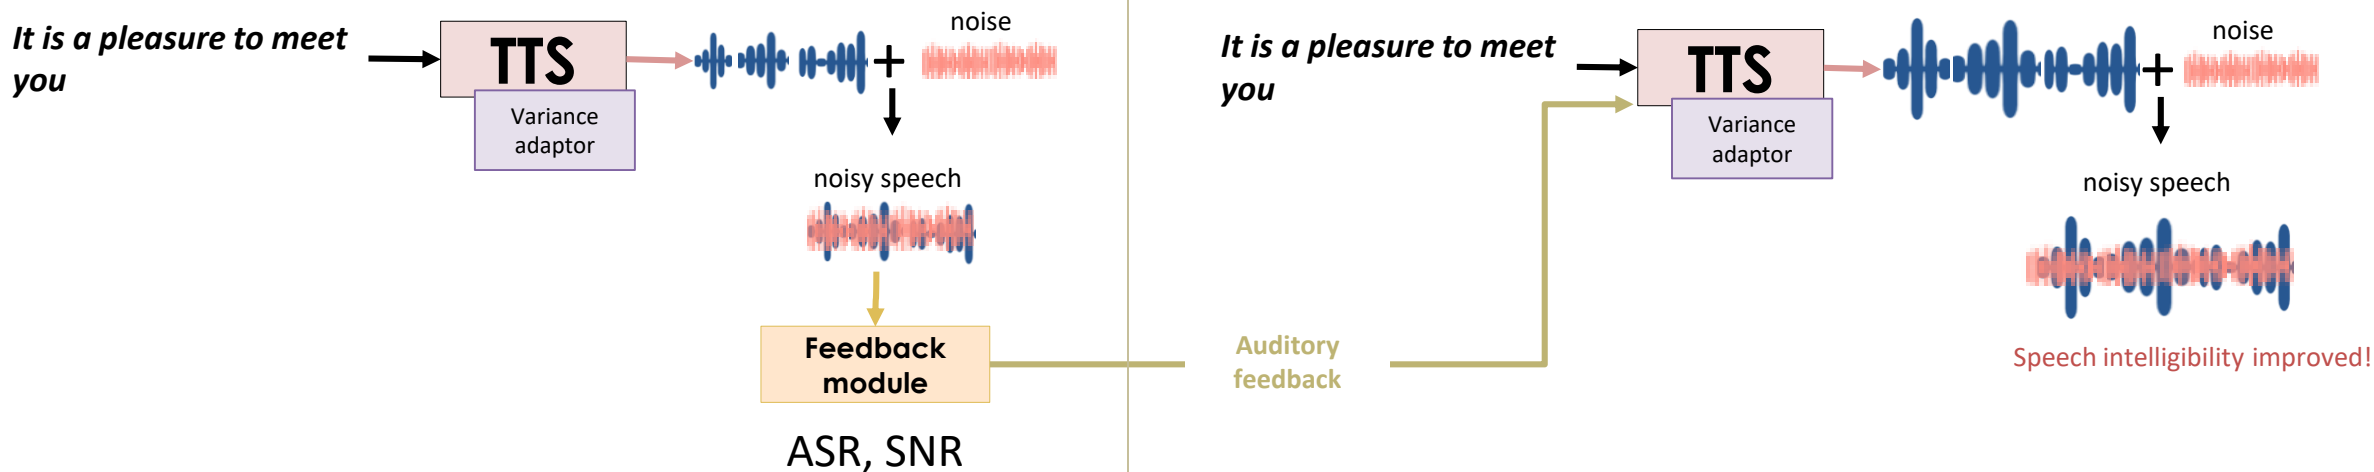 It is a pleasure to meet
you
TTS
Variance
adaptor
noise
+
noisy speech
Feedback
module
ASR, SNR
Auditory
feedback
It is a pleasure to meet
you
TTS
Variance
adaptor
noise
+
noisy speech
Speech intelligibility improved!